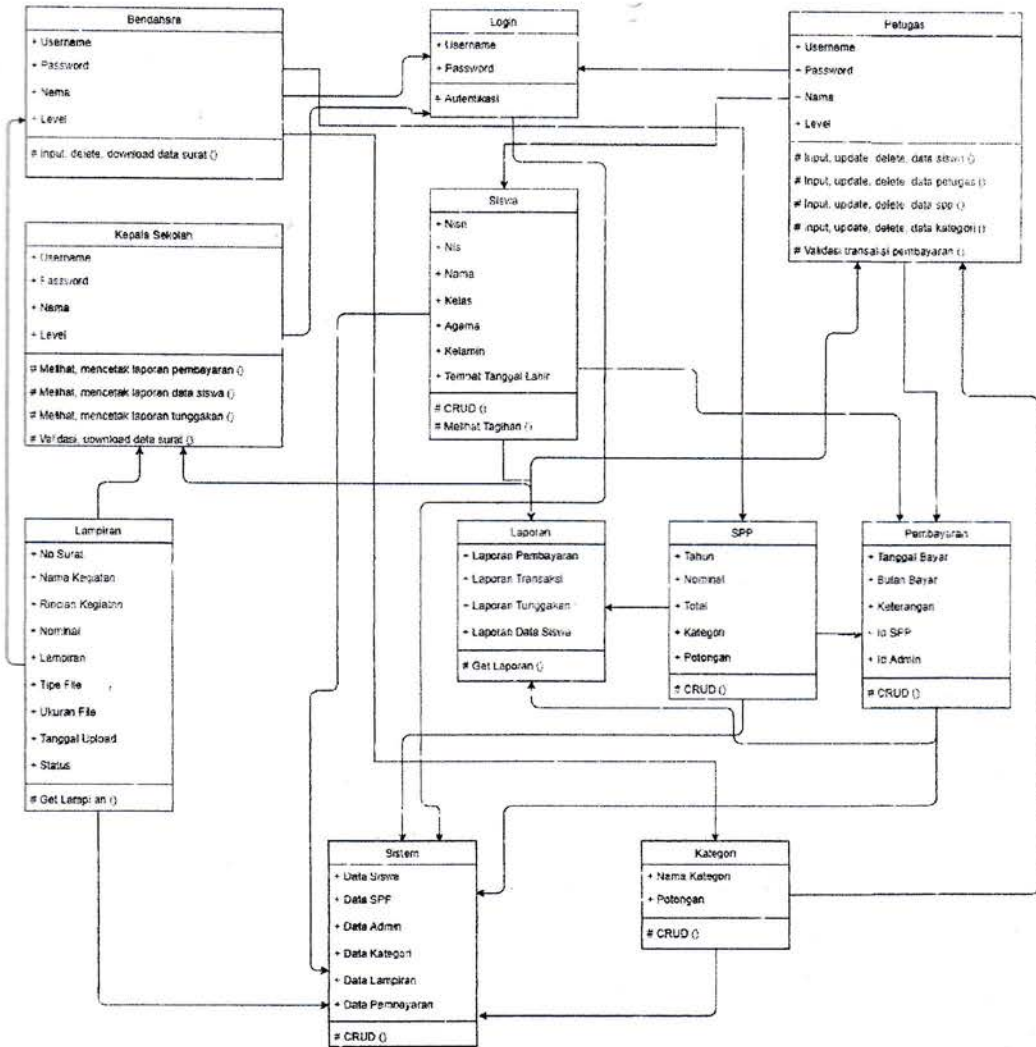 Bendahara
+ Username
+ Password
+ Nama
+ Level
# Input, delete, download data surat ()
Login
+ Username
+ Password
# Autentikasi
Petugas
+ Username
+ Password
+ Nama
+ Level
# Input, update, delete, data siswa ()
# Input, update, delete, data petugas ()
# Input, update, delete, data spp ()
# Input, update, delete, data kategori ()
# Validasi transaksi pembayaran ()
Kepala Sekolah
+ Username
+ Password
+ Nama
+ Level
# Melihat, mencetak laporan pembayaran ()
# Melihat, mencetak laporan data siswa ()
# Melihat, mencetak laporan tunggakan ()
# Validasi, download data surat ()
Siswa
+ Nisn
+ Nis
+ Nama
+ Kelas
+ Agama
+ Kelamin
+ Tempat Tanggal Lahir
# CRUD ()
# Melihat Tagihan ()
Lampiran
+ No Surat
+ Nama Kegiatan
+ Rincian Kegiatan
+ Nominal
+ Lampiran
+ Tipe File
+ Ukuran File
+ Tanggal Upload
+ Status
# Get Lampiran ()
Laporan
+ Laporan Pembayaran
+ Laporan Transaksi
+ Laporan Tunggakan
+ Laporan Data Siswa
# Get Laporan ()
SPP
+ Tahun
+ Nominal
+ Total
+ Kategori
+ Potongan
# CRUD ()
Pembayaran
+ Tanggal Bayar
+ Bulan Bayar
+ Keterangan
+ Id SPP
+ Id Admin
# CRUD ()
Sistem
+ Data Siswa
+ Data SPP
+ Data Admin
+ Data Kategori
+ Data Lampiran
+ Data Pembayaran
# CRUD ()
Kategori
+ Nama Kategori
+ Potongan
# CRUD ()